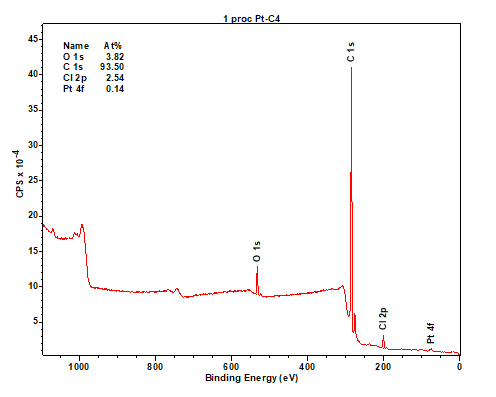 1 proc Pt-C4
Name At%
O 1s 3.82
C 1s 93.50
Cl 2p 2.54
Pt 4f 0.14
C 1s
O 1s
Cl 2p
Pt 4f
CPS x 10^-4
45
40
35
30
25
20
15
10
5
1000 800 600 400 200 0
Binding Energy (eV)